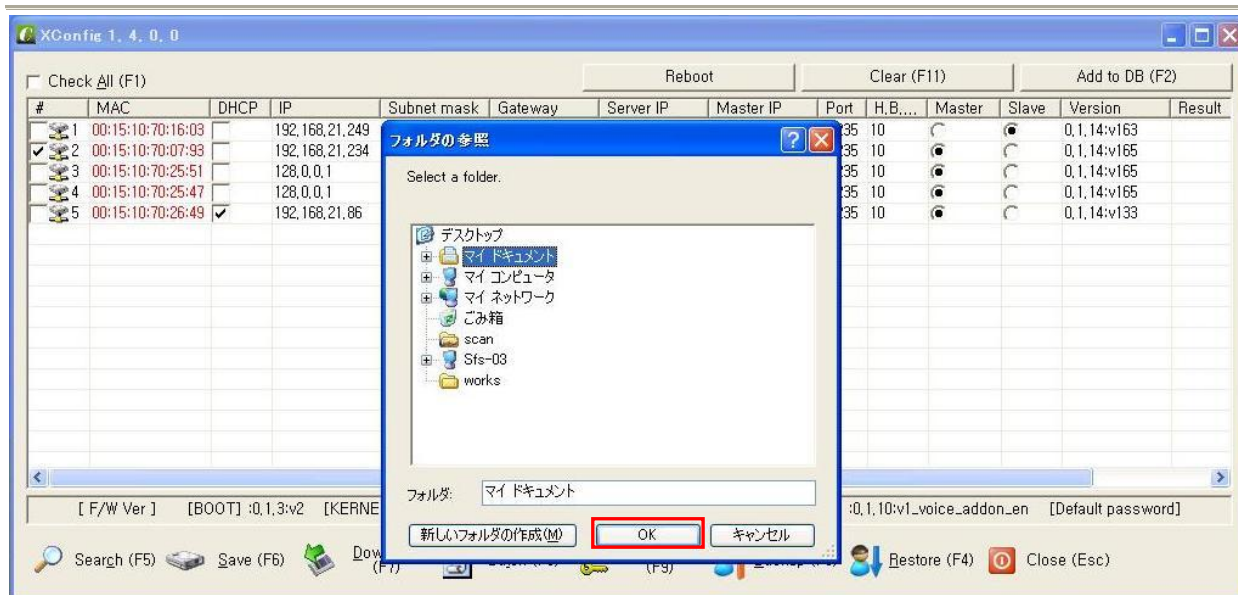 XConfig 1, 4, 0, 0
Check All (F1) Reboot Clear (F11) Add to DB (F2)
# MAC DHCP IP Subnet mask Gateway Server IP Master IP Port H,B,... Master Slave Version Result
1 00:15:10:70:16:03 192,168,21,249 235 10 0,1,14:v163
2 00:15:10:70:07:93 192,168,21,234 235 10 0,1,14:v165
3 00:15:10:70:25:51 128,0,0,1 235 10 0,1,14:v165
4 00:15:10:70:25:47 128,0,0,1 235 10 0,1,14:v165
5 00:15:10:70:26:49 192,168,21,86 235 10 0,1,14:v133
フォルダの参照
Select a folder.
デスクトップ
マイ ドキュメント
マイ コンピュータ
マイ ネットワーク
ごみ箱
scan
Sfs-03
works
フォルダ: マイ ドキュメント
新しいフォルダの作成(M) OK キャンセル
[ F/W Ver ] [BOOT] :0,1,3:v2 [KERNE :0,1,10:v1_voice_addon_en [Default password]
Search (F5) Save (F6) Dow (F7) (F9) Restore (F4) Close (Esc)